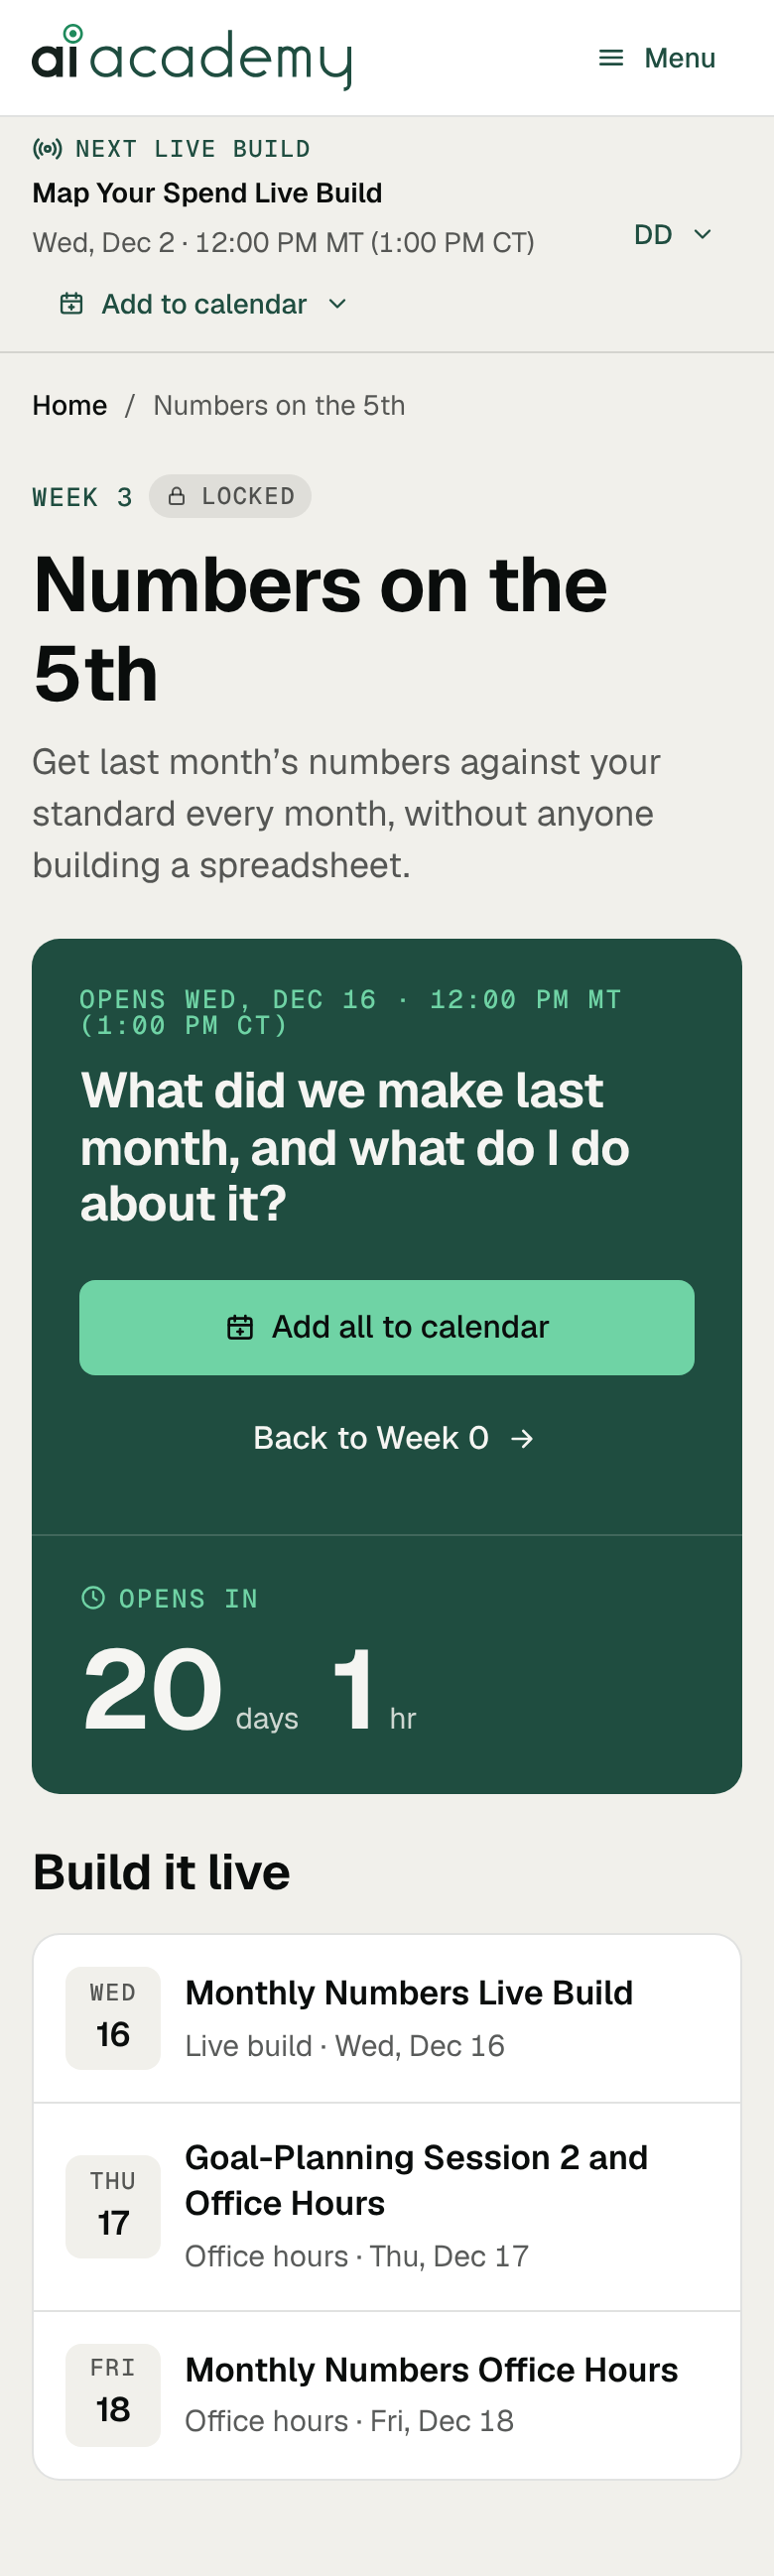 ai academy
Menu
NEXT LIVE BUILD
Map Your Spend Live Build
Wed, Dec 2 · 12:00 PM MT (1:00 PM CT)
DD
Add to calendar
Home / Numbers on the 5th
WEEK 3 LOCKED
Numbers on the
5th
Get last month’s numbers against your
standard every month, without anyone
building a spreadsheet.
OPENS WED, DEC 16 · 12:00 PM MT
(1:00 PM CT)
What did we make last
month, and what do I do
about it?
Add all to calendar
Back to Week 0 →
OPENS IN
20 days 1 hr
Build it live
WED
16
Monthly Numbers Live Build
Live build · Wed, Dec 16
THU
17
Goal-Planning Session 2 and
Office Hours
Office hours · Thu, Dec 17
FRI
18
Monthly Numbers Office Hours
Office hours · Fri, Dec 18